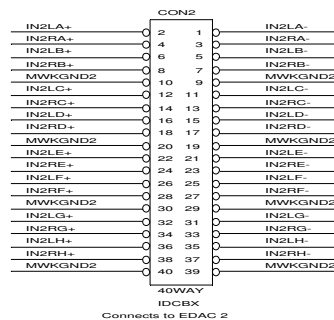 CON2
IN2LA+ 2 1 IN2LA-
IN2RA+ 4 3 IN2RA-
IN2LB+ 6 5 IN2LB-
IN2RB+ 8 7 IN2RB-
MWKGND2 10 9 MWKGND2
IN2LC+ 12 11 IN2LC-
IN2RC+ 14 13 IN2RC-
IN2LD+ 16 15 IN2LD-
IN2RD+ 18 17 IN2RD-
MWKGND2 20 19 MWKGND2
IN2LE+ 22 21 IN2LE-
IN2RE+ 24 23 IN2RE-
IN2LF+ 26 25 IN2LF-
IN2RF+ 28 27 IN2RF-
MWKGND2 30 29 MWKGND2
IN2LG+ 32 31 IN2LG-
IN2RG+ 34 33 IN2RG-
IN2LH+ 36 35 IN2LH-
IN2RH+ 38 37 IN2RH-
MWKGND2 40 39 MWKGND2
40WAY
IDCBX
Connects to EDAC 2